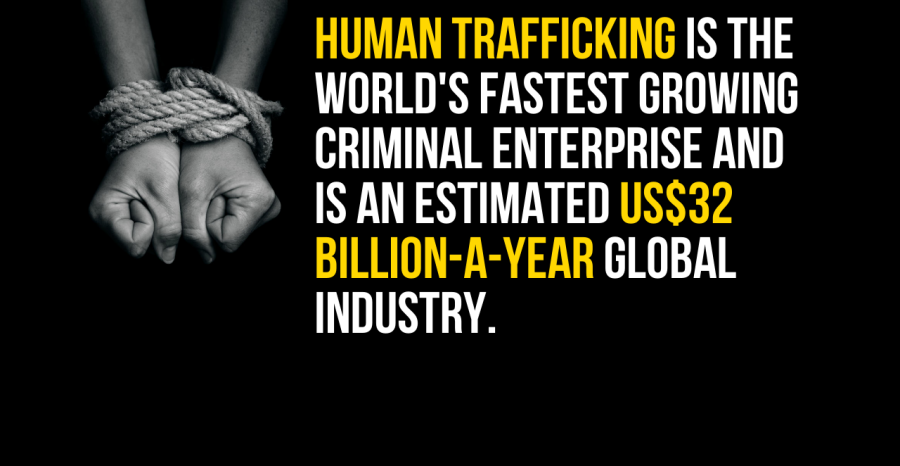 HUMAN TRAFFICKING IS THE
WORLD'S FASTEST GROWING
CRIMINAL ENTERPRISE AND
IS AN ESTIMATED US$32
BILLION-A-YEAR GLOBAL
INDUSTRY.